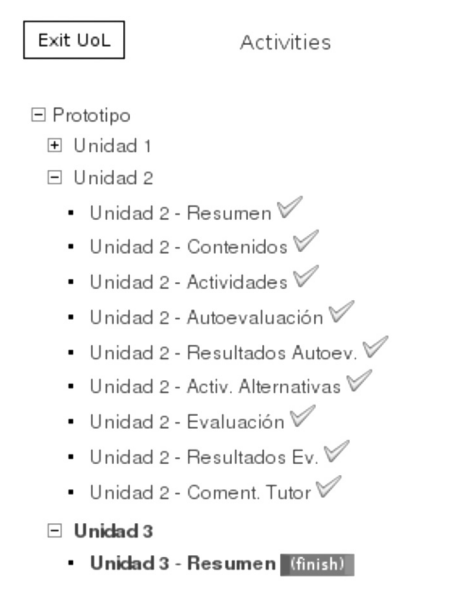 Exit UoL
Activities
Prototipo
Unidad 1
Unidad 2
Unidad 2 - Resumen
Unidad 2 - Contenidos
Unidad 2 - Actividades
Unidad 2 - Autoevaluación
Unidad 2 - Resultados Autoev.
Unidad 2 - Activ. Alternativas
Unidad 2 - Evaluación
Unidad 2 - Resultados Ev.
Unidad 2 - Coment. Tutor
Unidad 3
Unidad 3 - Resumen (finish)